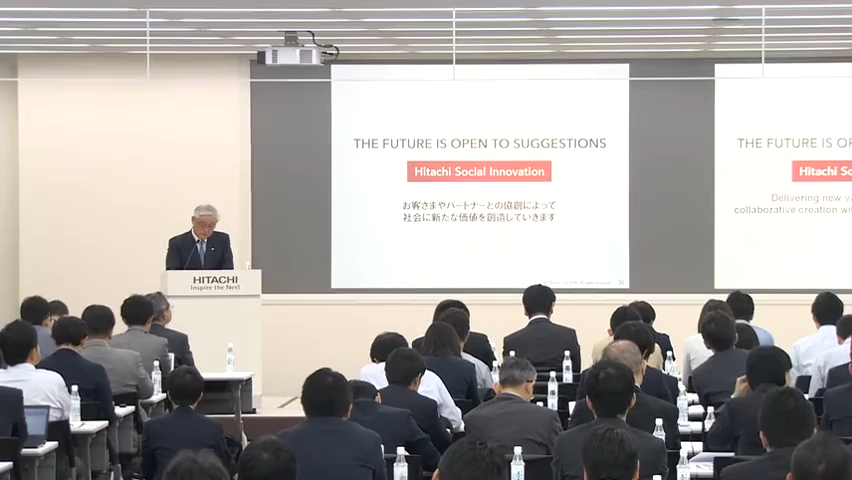 THE FUTURE IS OPEN TO SUGGESTIONS
Hitachi Social Innovation
お客さまやパートナーとの協創によって
社会に新たな価値を創造していきます
THE FUTURE IS OP
Hitachi So
Delivering new va
collaborative creation wit
HITACHI
Inspire the Next